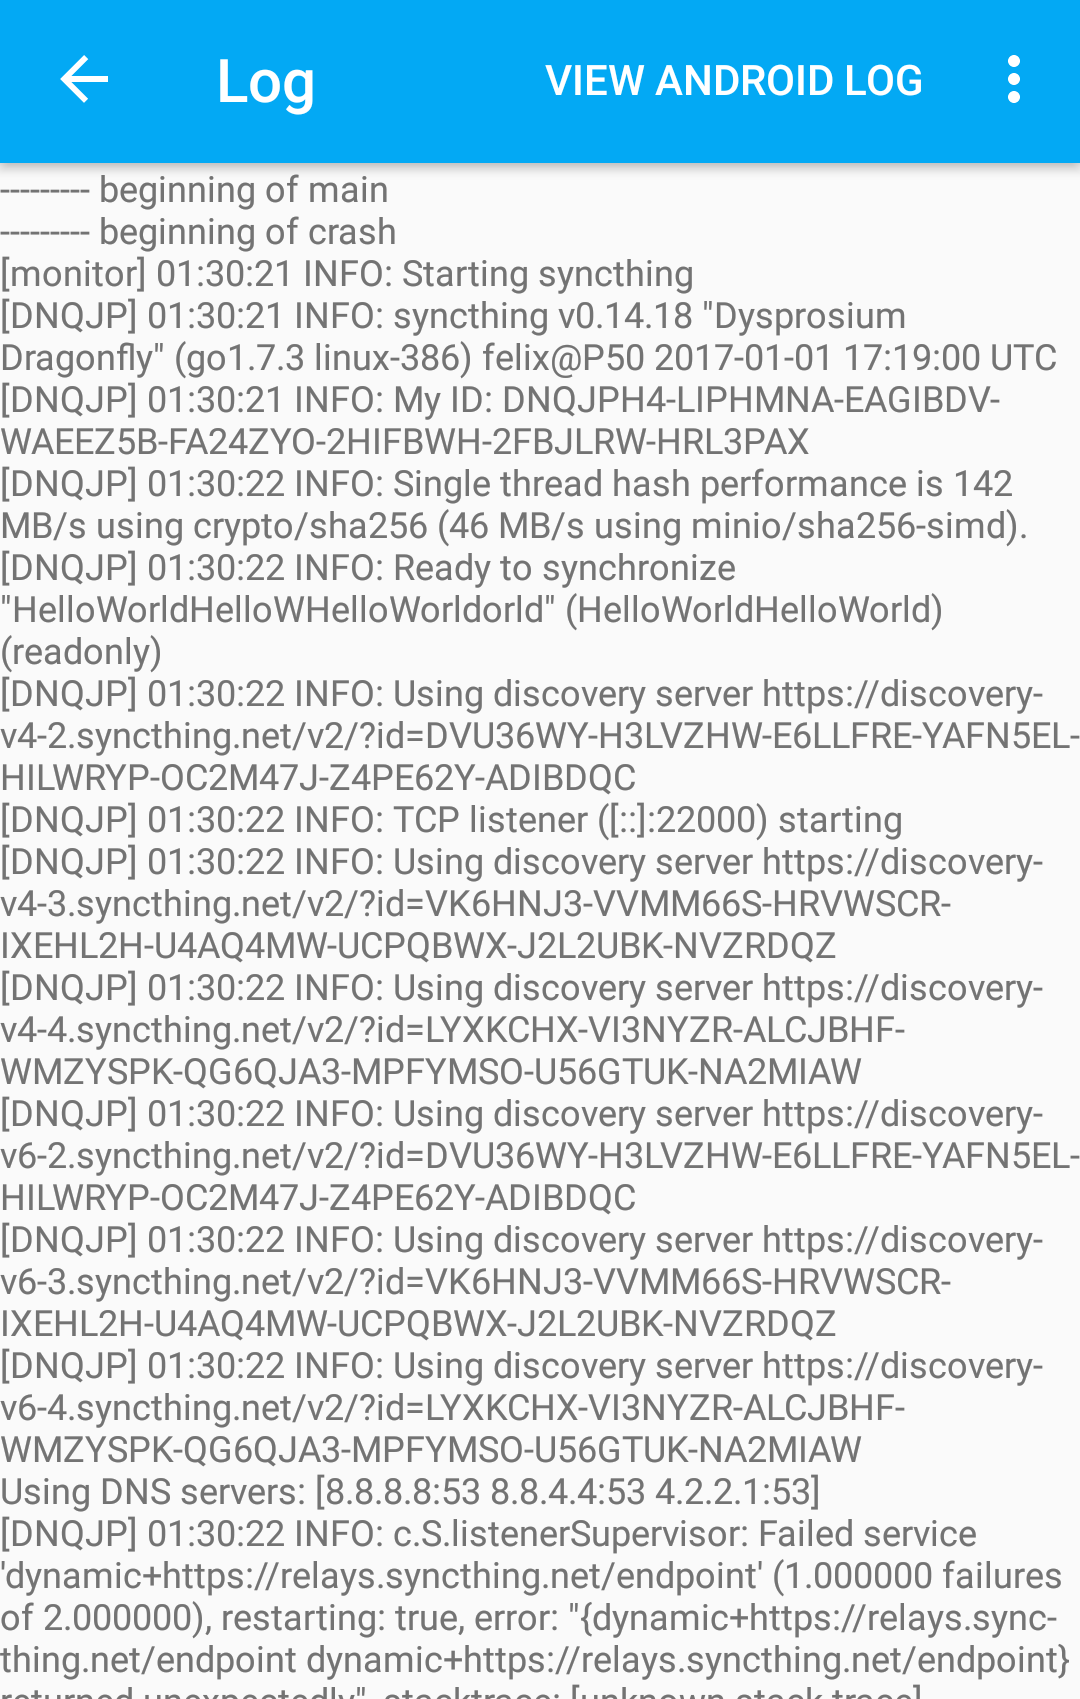 Log
VIEW ANDROID LOG
--------- beginning of main
--------- beginning of crash
[monitor] 01:30:21 INFO: Starting syncthing
[DNQJP] 01:30:21 INFO: syncthing v0.14.18 "Dysprosium
Dragonfly" (go1.7.3 linux-386) felix@P50 2017-01-01 17:19:00 UTC
[DNQJP] 01:30:21 INFO: My ID: DNQJPH4-LIPHMNA-EAGIBDV-
WAEEZ5B-FA24ZYO-2HIFBWH-2FBJLRW-HRL3PAX
[DNQJP] 01:30:22 INFO: Single thread hash performance is 142
MB/s using crypto/sha256 (46 MB/s using minio/sha256-simd).
[DNQJP] 01:30:22 INFO: Ready to synchronize
"HelloWorldHelloWHelloWorldorld" (HelloWorldHelloWorld)
(readonly)
[DNQJP] 01:30:22 INFO: Using discovery server https://discovery-
v4-2.syncthing.net/v2/?id=DVU36WY-H3LVZHW-E6LLFRE-YAFN5EL-
HILWRYP-OC2M47J-Z4PE62Y-ADIBDQC
[DNQJP] 01:30:22 INFO: TCP listener ([::]:22000) starting
[DNQJP] 01:30:22 INFO: Using discovery server https://discovery-
v4-3.syncthing.net/v2/?id=VK6HNJ3-VVMM66S-HRVWSCR-
IXEHL2H-U4AQ4MW-UCPQBWX-J2L2UBK-NVZRDQZ
[DNQJP] 01:30:22 INFO: Using discovery server https://discovery-
v4-4.syncthing.net/v2/?id=LYXKCHX-VI3NYZR-ALCJBHF-
WMZYSPK-QG6QJA3-MPFYMSO-U56GTUK-NA2MIAW
[DNQJP] 01:30:22 INFO: Using discovery server https://discovery-
v6-2.syncthing.net/v2/?id=DVU36WY-H3LVZHW-E6LLFRE-YAFN5EL-
HILWRYP-OC2M47J-Z4PE62Y-ADIBDQC
[DNQJP] 01:30:22 INFO: Using discovery server https://discovery-
v6-3.syncthing.net/v2/?id=VK6HNJ3-VVMM66S-HRVWSCR-
IXEHL2H-U4AQ4MW-UCPQBWX-J2L2UBK-NVZRDQZ
[DNQJP] 01:30:22 INFO: Using discovery server https://discovery-
v6-4.syncthing.net/v2/?id=LYXKCHX-VI3NYZR-ALCJBHF-
WMZYSPK-QG6QJA3-MPFYMSO-U56GTUK-NA2MIAW
Using DNS servers: [8.8.8.8:53 8.8.4.4:53 4.2.2.1:53]
[DNQJP] 01:30:22 INFO: c.S.listenerSupervisor: Failed service
'dynamic+https://relays.syncthing.net/endpoint' (1.000000 failures
of 2.000000), restarting: true, error: "{dynamic+https://relays.sync-
thing.net/endpoint dynamic+https://relays.syncthing.net/endpoint}
returned unexpectedly", stacktrace: [unknown stack trace]